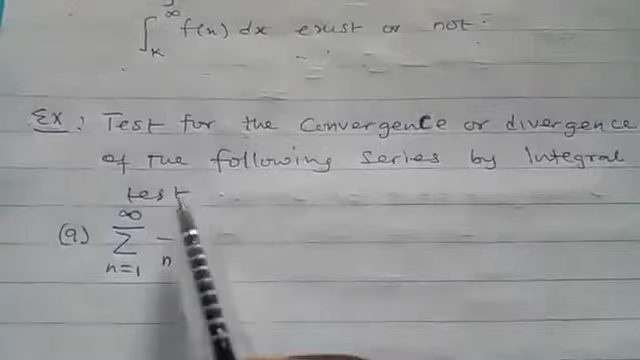 ∫_k^∞ f(x) dx exist or not.
Ex: Test for the Convergence or divergence
of The following series by Integral
test
(a) ∞∑n=1 — n